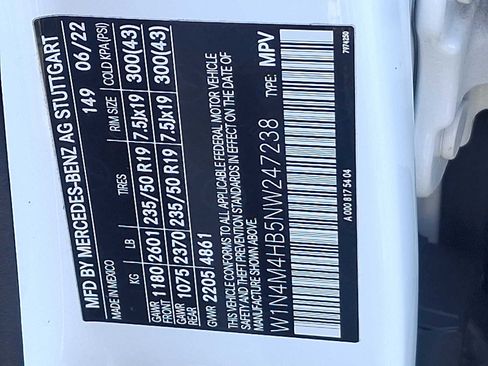 MFD BY MERCEDES-BENZ AG STUTTGART
MADE IN MEXICO 149 06/22
KG LB TIRES RIM SIZE COLD KPA(PSI)
GAWR FRONT 1180 2601 235/50 R19 7.5Jx19 300(43)
GAWR REAR 1075 2370 235/50 R19 7.5Jx19 300(43)
GVWR 2205 4861
THIS VEHICLE CONFORMS TO ALL APPLICABLE FEDERAL MOTOR VEHICLE
SAFETY AND THEFT PREVENTION STANDARDS IN EFFECT ON THE DATE OF
MANUFACTURE SHOWN ABOVE.
TYPE: MPV
W1N4M4HB5NW247238
A 000 817 54 04
7974250